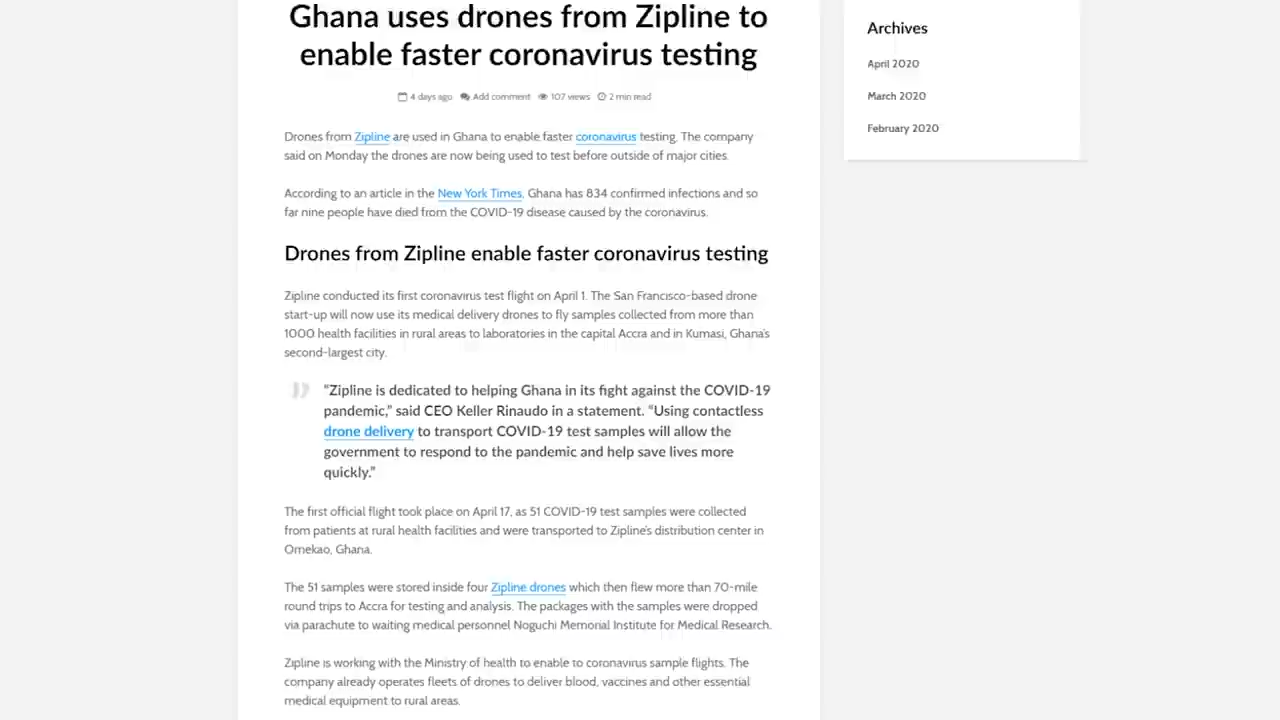 Ghana uses drones from Zipline to
enable faster coronavirus testing
4 days ago Add comment 107 views 2 min read
Drones from Zipline are used in Ghana to enable faster coronavirus testing. The company
said on Monday the drones are now being used to test before outside of major cities.
According to an article in the New York Times, Ghana has 834 confirmed infections and so
far nine people have died from the COVID-19 disease caused by the coronavirus.
Drones from Zipline enable faster coronavirus testing
Zipline conducted its first coronavirus test flight on April 1. The San Francisco-based drone
start-up will now use its medical delivery drones to fly samples collected from more than
1000 health facilities in rural areas to laboratories in the capital Accra and in Kumasi, Ghana's
second-largest city.
"Zipline is dedicated to helping Ghana in its fight against the COVID-19
pandemic," said CEO Keller Rinaudo in a statement. "Using contactless
drone delivery to transport COVID-19 test samples will allow the
government to respond to the pandemic and help save lives more
quickly."
The first official flight took place on April 17, as 51 COVID-19 test samples were collected
from patients at rural health facilities and were transported to Zipline's distribution center in
Omekao, Ghana.
The 51 samples were stored inside four Zipline drones which then flew more than 70-mile
round trips to Accra for testing and analysis. The packages with the samples were dropped
via parachute to waiting medical personnel Noguchi Memorial Institute for Medical Research.
Zipline is working with the Ministry of health to enable to coronavirus sample flights. The
company already operates fleets of drones to deliver blood, vaccines and other essential
medical equipment to rural areas.
Archives
April 2020
March 2020
February 2020